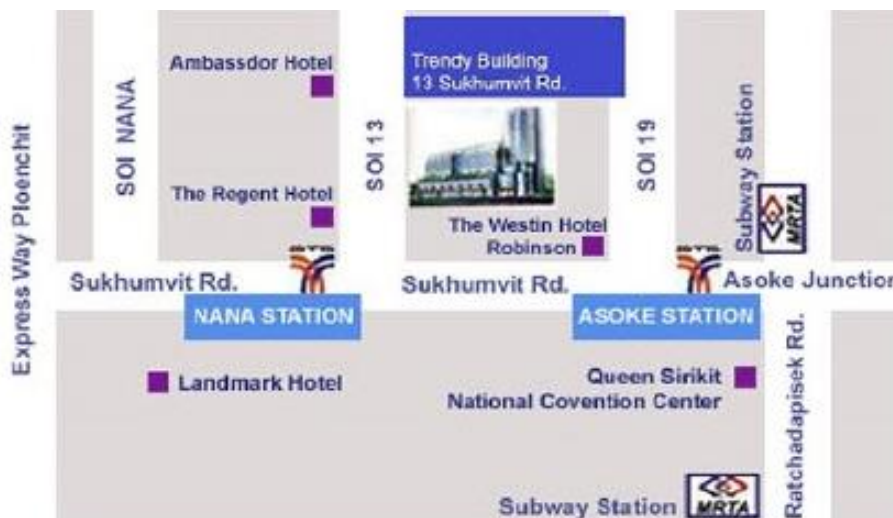 Ambassdor Hotel
Trendy Building
13 Sukhumvit Rd.
SOI NANA
SOI 13
SOI 19
Subway Station
MRTA
Express Way Ploenchit
The Regent Hotel
The Westin Hotel
Robinson
BTS
BTS
Sukhumvit Rd.
Sukhumvit Rd.
Asoke Junction
NANA STATION
ASOKE STATION
Landmark Hotel
Queen Sirikit
National Covention Center
Ratchadapisek Rd.
Subway Station
MRTA